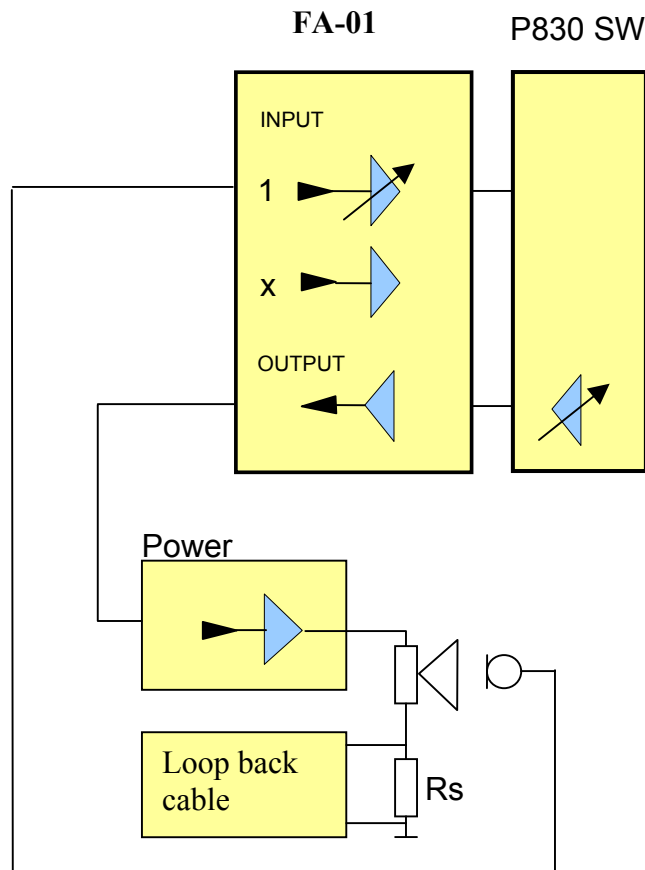 FA-01
P830 SW
INPUT
1
x
OUTPUT
Power
Loop back
cable
Rs